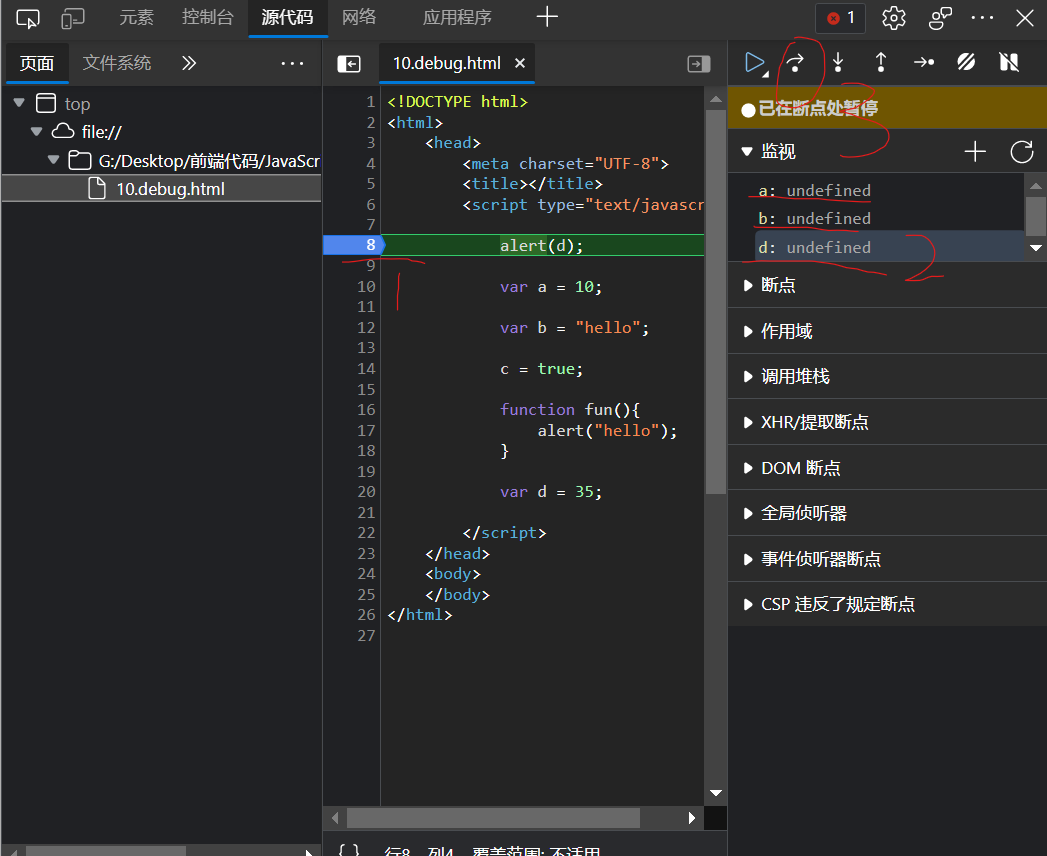 元素 控制台 源代码 网络 应用程序 1
页面 文件系统 10.debug.html
top
file://
G:/Desktop/前端代码/JavaScr
10.debug.html
1 <!DOCTYPE html>
2 <html>
3 <head>
4 <meta charset="UTF-8">
5 <title></title>
6 <script type="text/javascr
7
8 alert(d);
9
10 var a = 10;
11
12 var b = "hello";
13
14 c = true;
15
16 function fun(){
17 alert("hello");
18 }
19
20 var d = 35;
21
22 </script>
23 </head>
24 <body>
25 </body>
26 </html>
27
{ } 行8，列4 覆盖范围: 不适用
已在断点处暂停
监视
a: undefined
b: undefined
d: undefined
断点
作用域
调用堆栈
XHR/提取断点
DOM 断点
全局侦听器
事件侦听器断点
CSP 违反了规定断点
1
2
3